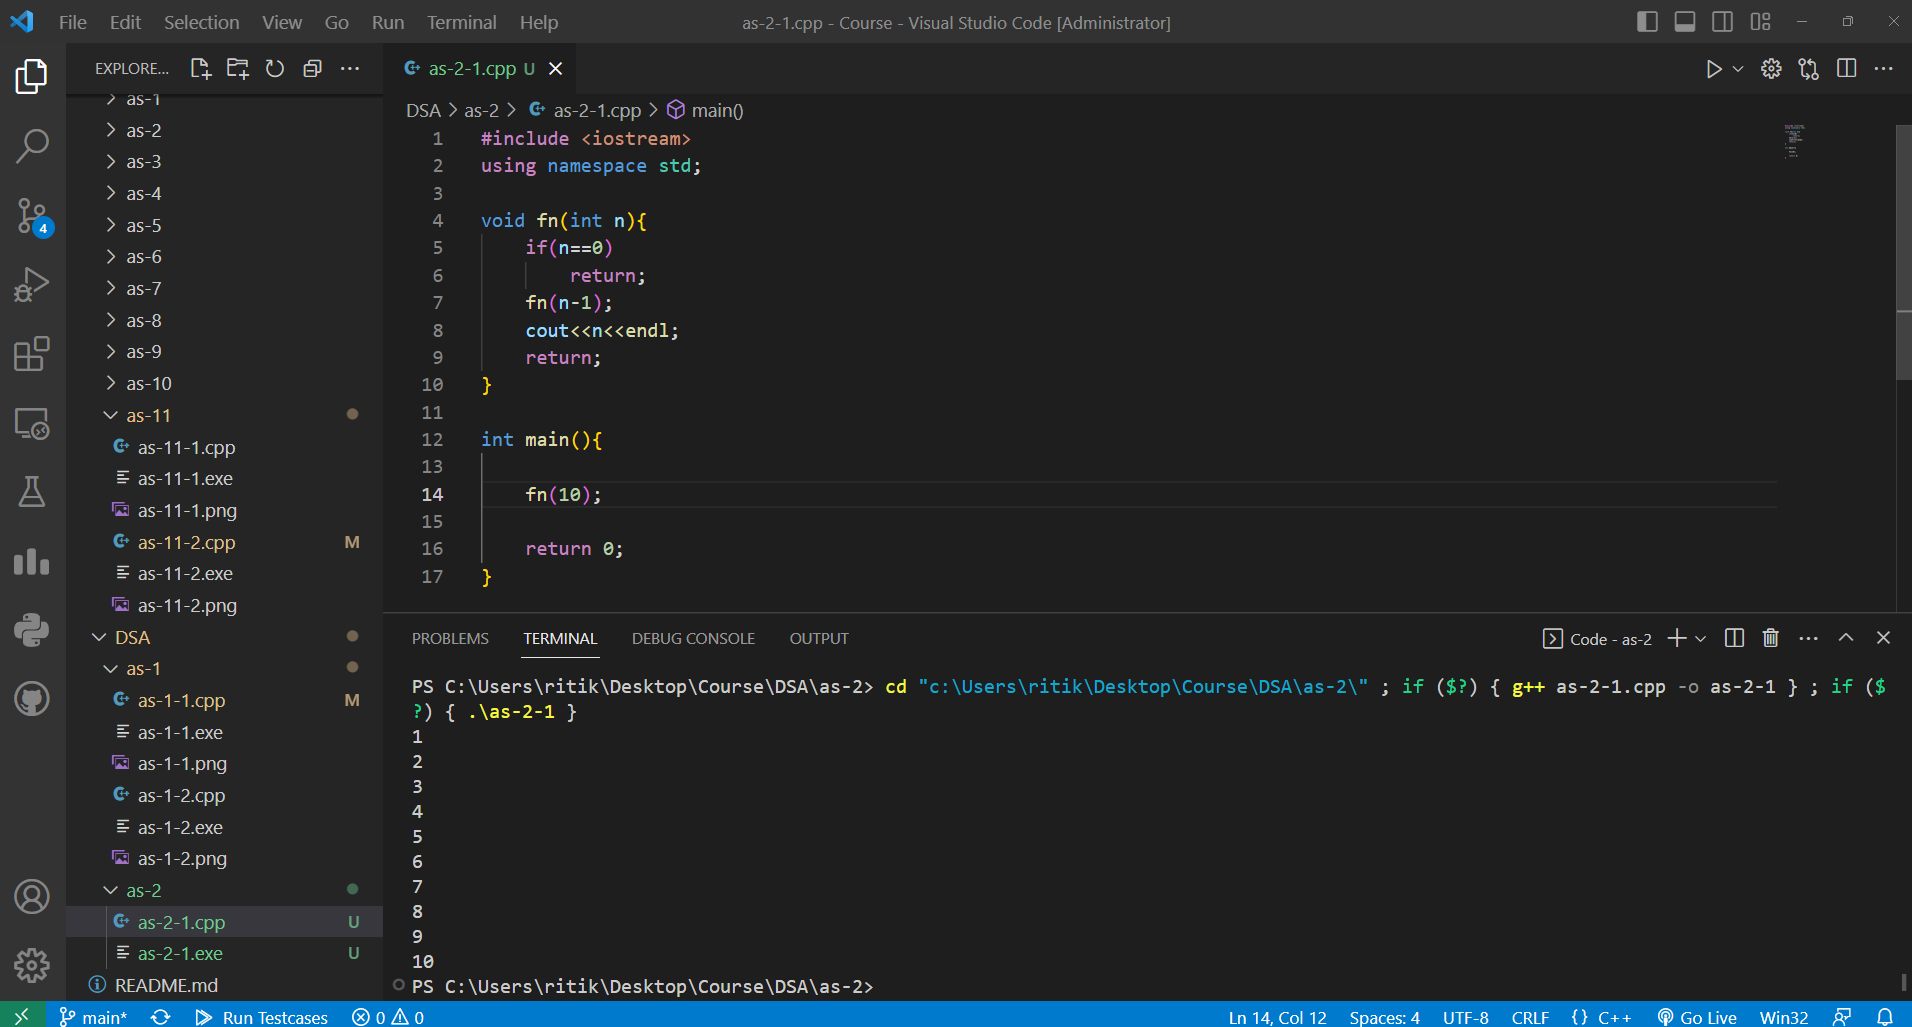 File Edit Selection View Go Run Terminal Help
as-2-1.cpp - Course - Visual Studio Code [Administrator]
EXPLORE...
as-1
as-2
as-3
as-4
as-5
as-6
as-7
as-8
as-9
as-10
as-11
as-11-1.cpp
as-11-1.exe
as-11-1.png
as-11-2.cpp M
as-11-2.exe
as-11-2.png
DSA
as-1
as-1-1.cpp M
as-1-1.exe
as-1-1.png
as-1-2.cpp
as-1-2.exe
as-1-2.png
as-2
as-2-1.cpp U
as-2-1.exe U
README.md
4
as-2-1.cpp U
DSA > as-2 > as-2-1.cpp > main()
1 #include <iostream>
2 using namespace std;
3
4 void fn(int n){
5 if(n==0)
6 return;
7 fn(n-1);
8 cout<<n<<endl;
9 return;
10 }
11
12 int main(){
13
14 fn(10);
15
16 return 0;
17 }
PROBLEMS TERMINAL DEBUG CONSOLE OUTPUT
Code - as-2
PS C:\Users\ritik\Desktop\Course\DSA\as-2> cd "c:\Users\ritik\Desktop\Course\DSA\as-2\" ; if ($?) { g++ as-2-1.cpp -o as-2-1 } ; if ($
?) { .\as-2-1 }
1
2
3
4
5
6
7
8
9
10
PS C:\Users\ritik\Desktop\Course\DSA\as-2>
main* Run Testcases 0 0 Ln 14, Col 12 Spaces: 4 UTF-8 CRLF {} C++ Go Live Win32